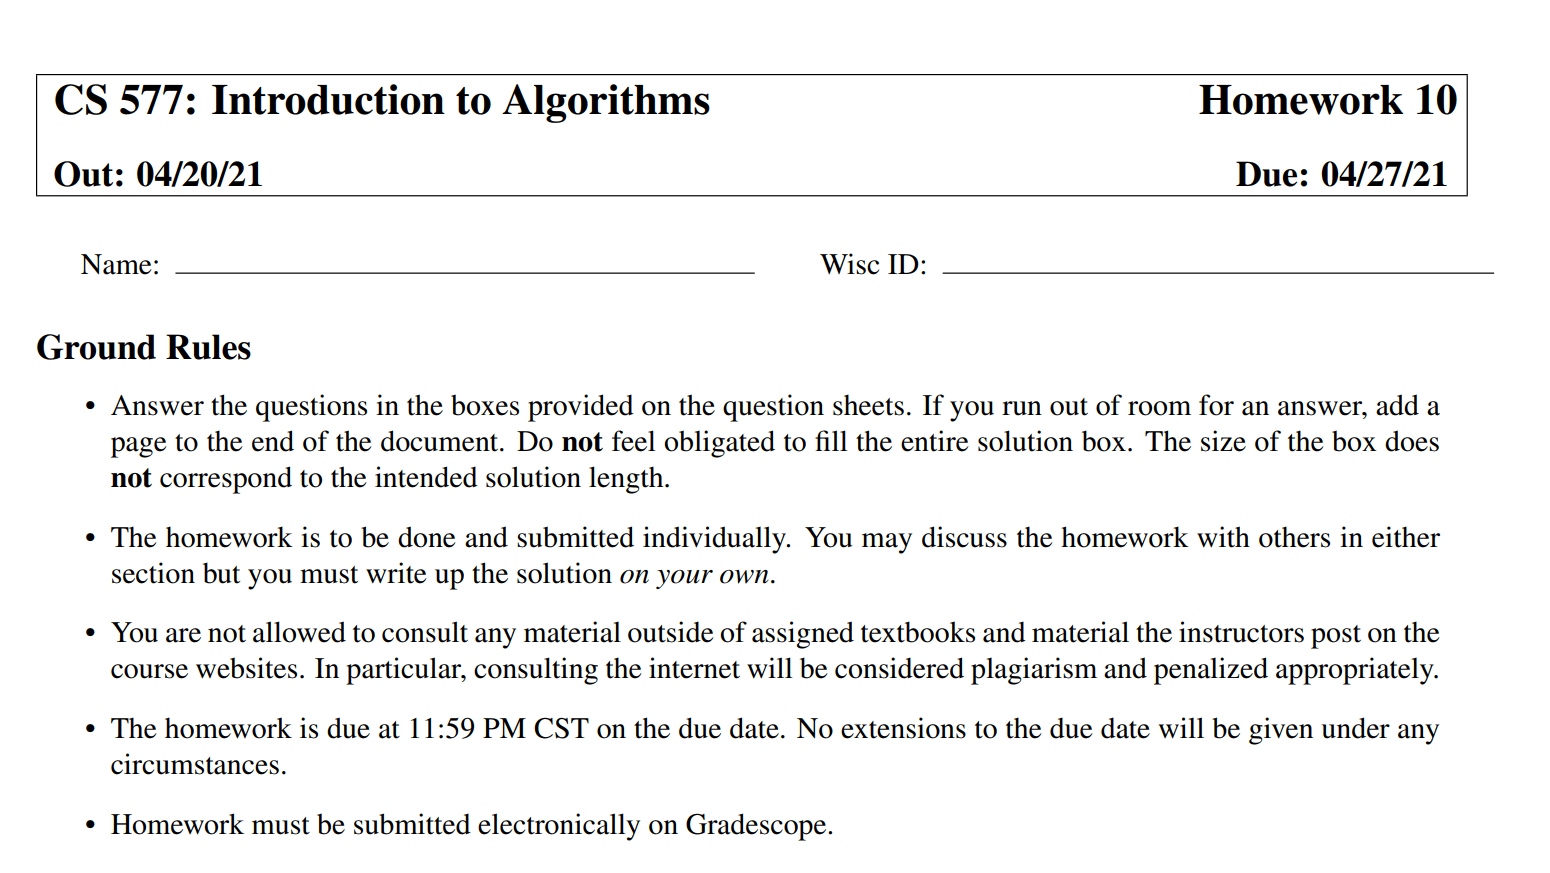 CS 577: Introduction to Algorithms Homework 10
Out: 04/20/21 Due: 04/27/21
Name: Wisc ID:
Ground Rules
• Answer the questions in the boxes provided on the question sheets. If you run out of room for an answer, add a
page to the end of the document. Do not feel obligated to fill the entire solution box. The size of the box does
not correspond to the intended solution length.
• The homework is to be done and submitted individually. You may discuss the homework with others in either
section but you must write up the solution on your own.
• You are not allowed to consult any material outside of assigned textbooks and material the instructors post on the
course websites. In particular, consulting the internet will be considered plagiarism and penalized appropriately.
• The homework is due at 11:59 PM CST on the due date. No extensions to the due date will be given under any
circumstances.
• Homework must be submitted electronically on Gradescope.